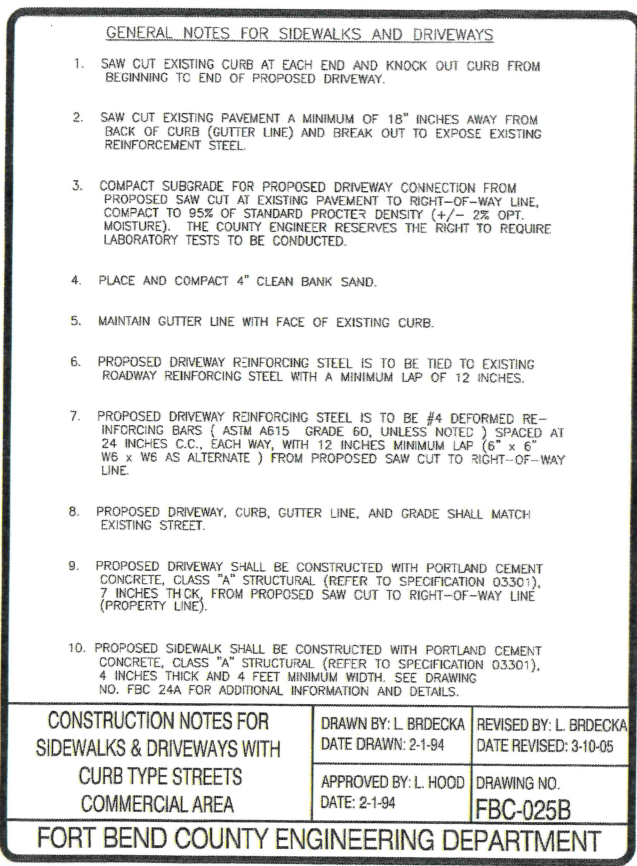 GENERAL NOTES FOR SIDEWALKS AND DRIVEWAYS
1. SAW CUT EXISTING CURB AT EACH END AND KNOCK OUT CURB FROM
BEGINNING TO END OF PROPOSED DRIVEWAY.
2. SAW CUT EXISTING PAVEMENT A MINIMUM OF 18" INCHES AWAY FROM
BACK OF CURB (GUTTER LINE) AND BREAK OUT TO EXPOSE EXISTING
REINFORCEMENT STEEL.
3. COMPACT SUBGRADE FOR PROPOSED DRIVEWAY CONNECTION FROM
PROPOSED SAW CUT AT EXISTING PAVEMENT TO RIGHT-OF-WAY LINE,
COMPACT TO 95% OF STANDARD PROCTER DENSITY (+/- 2% OPT.
MOISTURE). THE COUNTY ENGINEER RESERVES THE RIGHT TO REQUIRE
LABORATORY TESTS TO BE CONDUCTED.
4. PLACE AND COMPACT 4" CLEAN BANK SAND.
5. MAINTAIN GUTTER LINE WITH FACE OF EXISTING CURB.
6. PROPOSED DRIVEWAY REINFORCING STEEL IS TO BE TIED TO EXISTING
ROADWAY REINFORCING STEEL WITH A MINIMUM LAP OF 12 INCHES.
7. PROPOSED DRIVEWAY REINFORCING STEEL IS TO BE #4 DEFORMED RE-
INFORCING BARS ( ASTM A615 GRADE 60, UNLESS NOTED ) SPACED AT
24 INCHES C.C., EACH WAY, WITH 12 INCHES MINIMUM LAP (6" x 6"
W6 x W6 AS ALTERNATE ) FROM PROPOSED SAW CUT TO RIGHT-OF-WAY
LINE.
8. PROPOSED DRIVEWAY, CURB, GUTTER LINE, AND GRADE SHALL MATCH
EXISTING STREET.
9. PROPOSED DRIVEWAY SHALL BE CONSTRUCTED WITH PORTLAND CEMENT
CONCRETE, CLASS "A" STRUCTURAL (REFER TO SPECIFICATION 03301),
7 INCHES THICK, FROM PROPOSED SAW CUT TO RIGHT-OF-WAY LINE
(PROPERTY LINE).
10. PROPOSED SIDEWALK SHALL BE CONSTRUCTED WITH PORTLAND CEMENT
CONCRETE, CLASS "A" STRUCTURAL (REFER TO SPECIFICATION 03301),
4 INCHES THICK AND 4 FEET MINIMUM WIDTH. SEE DRAWING
NO. FBC 24A FOR ADDITIONAL INFORMATION AND DETAILS.
CONSTRUCTION NOTES FOR
SIDEWALKS & DRIVEWAYS WITH
CURB TYPE STREETS
COMMERCIAL AREA
DRAWN BY: L. BRDECKA
DATE DRAWN: 2-1-94
REVISED BY: L. BRDECKA
DATE REVISED: 3-10-05
APPROVED BY: L. HOOD
DATE: 2-1-94
DRAWING NO.
FBC-025B
FORT BEND COUNTY ENGINEERING DEPARTMENT